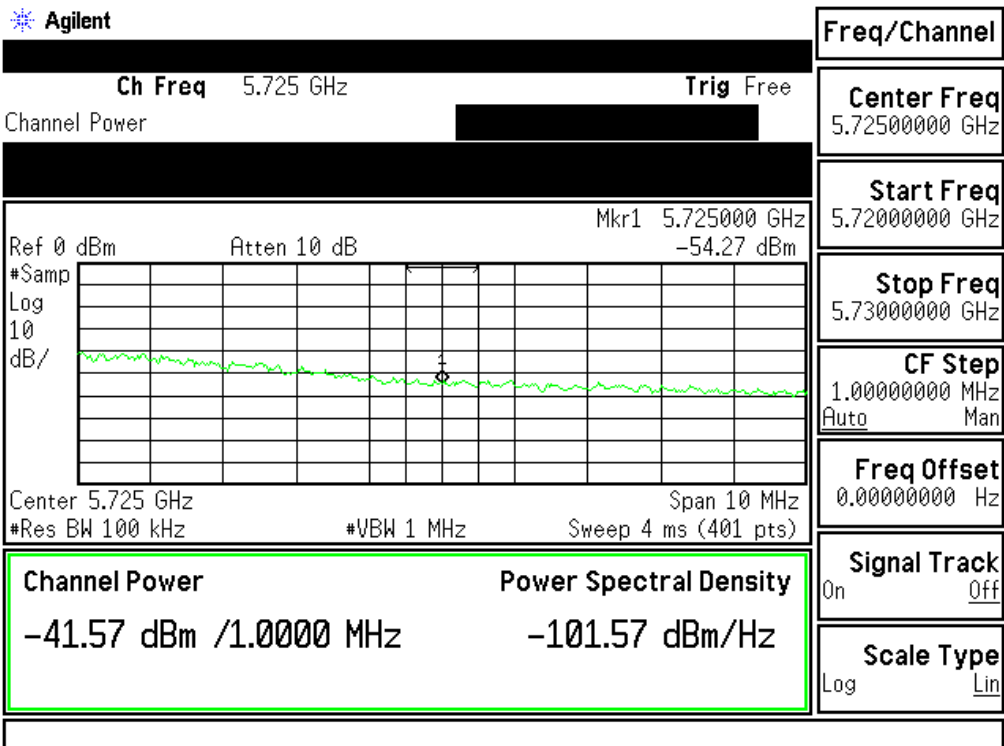 Agilent
Freq/Channel
Ch Freq 5.725 GHz Trig Free
Channel Power
Center Freq
5.72500000 GHz
Start Freq
5.72000000 GHz
Stop Freq
5.73000000 GHz
CF Step
1.00000000 MHz
Auto Man
Freq Offset
0.00000000 Hz
Signal Track
On Off
Scale Type
Log Lin
Mkr1 5.725000 GHz
Ref 0 dBm Atten 10 dB -54.27 dBm
#Samp
Log
10
dB/
1
Center 5.725 GHz Span 10 MHz
#Res BW 100 kHz #VBW 1 MHz Sweep 4 ms (401 pts)
Channel Power Power Spectral Density
-41.57 dBm /1.0000 MHz -101.57 dBm/Hz